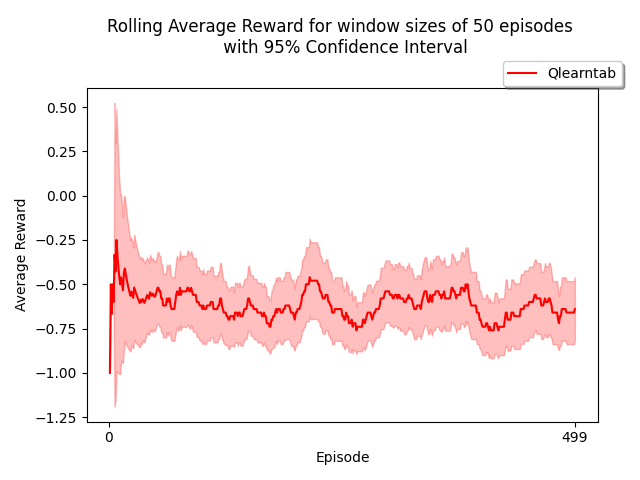 Rolling Average Reward for window sizes of 50 episodes
with 95% Confidence Interval
Qlearntab
0.50
0.25
0.00
−0.25
−0.50
−0.75
−1.00
−1.25
Average Reward
0
499
Episode